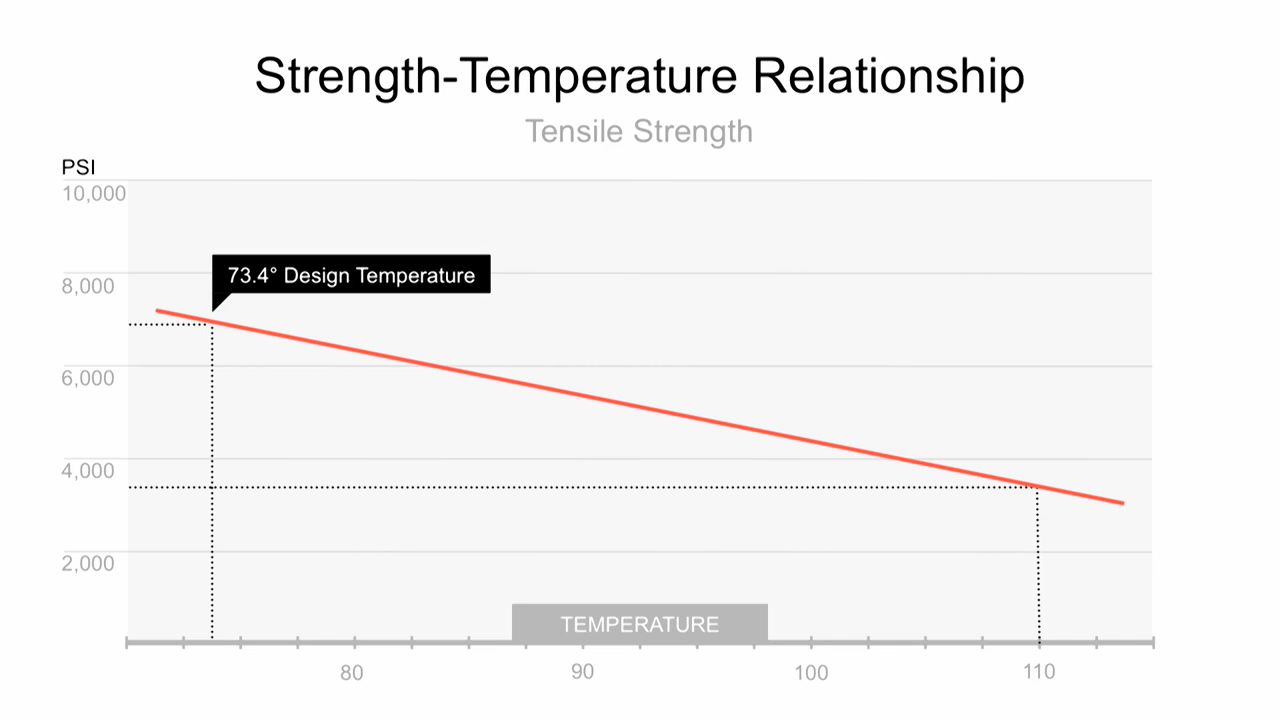 Strength-Temperature Relationship
Tensile Strength
PSI
10,000
8,000
73.4° Design Temperature
6,000
4,000
2,000
TEMPERATURE
80
90
100
110